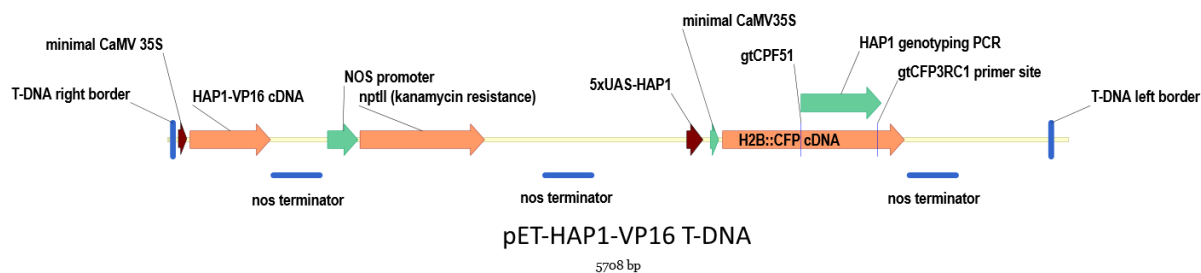 minimal CaMV35S
minimal CaMV 35S
HAP1 genotyping PCR
gtCPF51
NOS promoter
gtCFP3RC1 primer site
nptII (kanamycin resistance)
5xUAS-HAP1
T-DNA right border
HAP1-VP16 cDNA
T-DNA left border
H2B::CFP cDNA
nos terminator
nos terminator
nos terminator
pET-HAP1-VP16 T-DNA
5708 bp